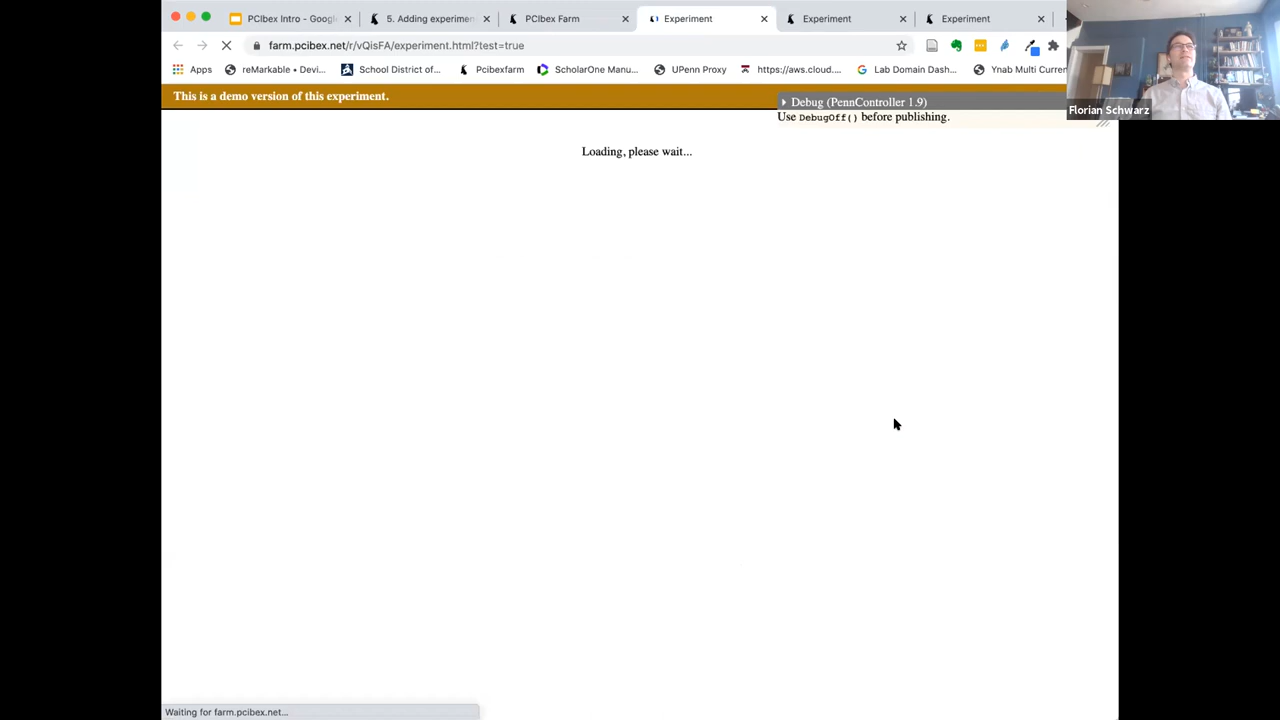 PCIbex Intro - Google
5. Adding experimen
PCIbex Farm
Experiment
Experiment
Experiment
farm.pcibex.net/r/vQisFA/experiment.html?test=true
Apps
reMarkable • Devi...
School District of...
Pcibexfarm
ScholarOne Manu...
UPenn Proxy
https://aws.cloud....
Lab Domain Dash...
Ynab Multi Curren
This is a demo version of this experiment.
Debug (PennController 1.9)
Use DebugOff() before publishing.
Florian Schwarz
Loading, please wait...
Waiting for farm.pcibex.net...